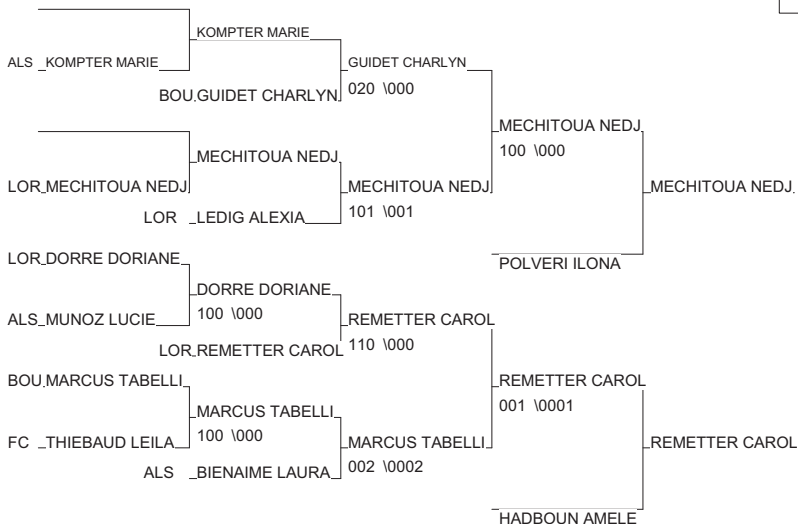 KOMPTER MARIE
ALS KOMPTER MARIE
GUIDET CHARLYN
BOU GUIDET CHARLYN
020 \000
MECHITOUA NEDJ
100 \000
MECHITOUA NEDJ
LOR MECHITOUA NEDJ
MECHITOUA NEDJ
MECHITOUA NEDJ
LOR LEDIG ALEXIA
101 \001
LOR DORRE DORIANE
POLVERI ILONA
DORRE DORIANE
100 \000
ALS MUNOZ LUCIE
REMETTER CAROL
LOR REMETTER CAROL
110 \000
BOU MARCUS TABELLI
REMETTER CAROL
001 \0001
MARCUS TABELLI
100 \000
FC THIEBAUD LEILA
MARCUS TABELLI
REMETTER CAROL
ALS BIENAIME LAURA
002 \0002
HADBOUN AMELE